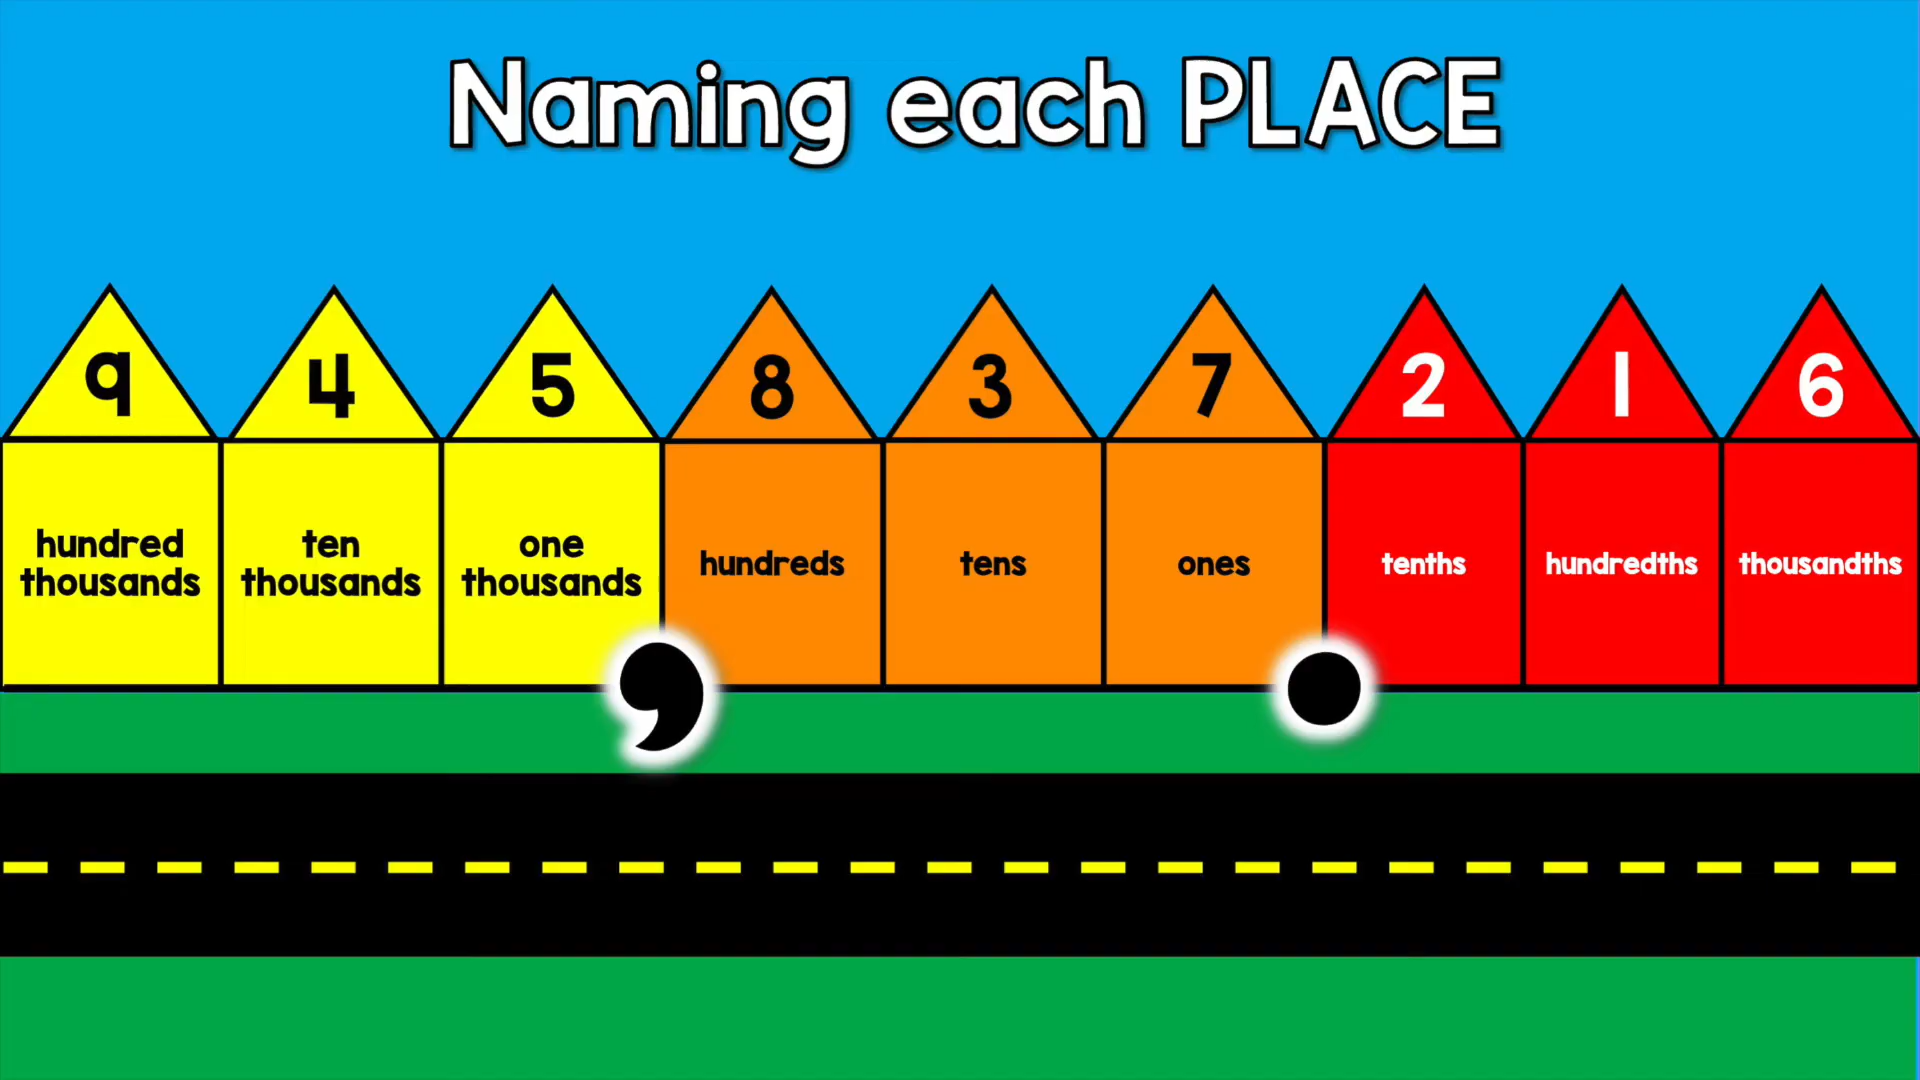 Naming each PLACE
9 4 5 8 3 7 2 1 6
hundred thousands
ten thousands
one thousands
hundreds
tens
ones
tenths
hundredths
thousandths
, .